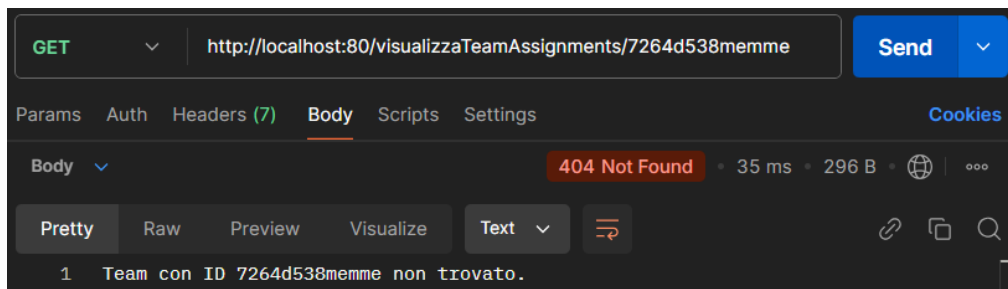 GET http://localhost:80/visualizzaTeamAssignments/7264d538memme Send
Params Auth Headers (7) Body Scripts Settings Cookies
Body 404 Not Found • 35 ms • 296 B •
Pretty Raw Preview Visualize Text
1 Team con ID 7264d538memme non trovato.